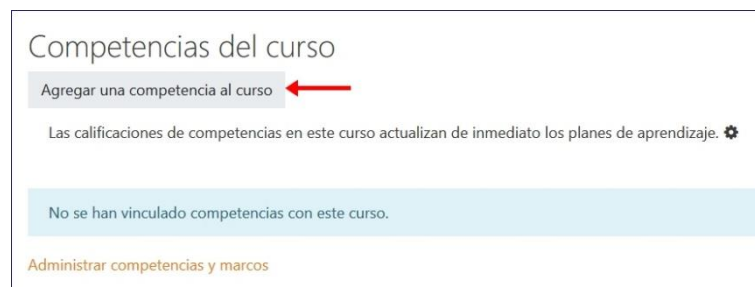 Competencias del curso
Agregar una competencia al curso
Las calificaciones de competencias en este curso actualizan de inmediato los planes de aprendizaje.
No se han vinculado competencias con este curso.
Administrar competencias y marcos